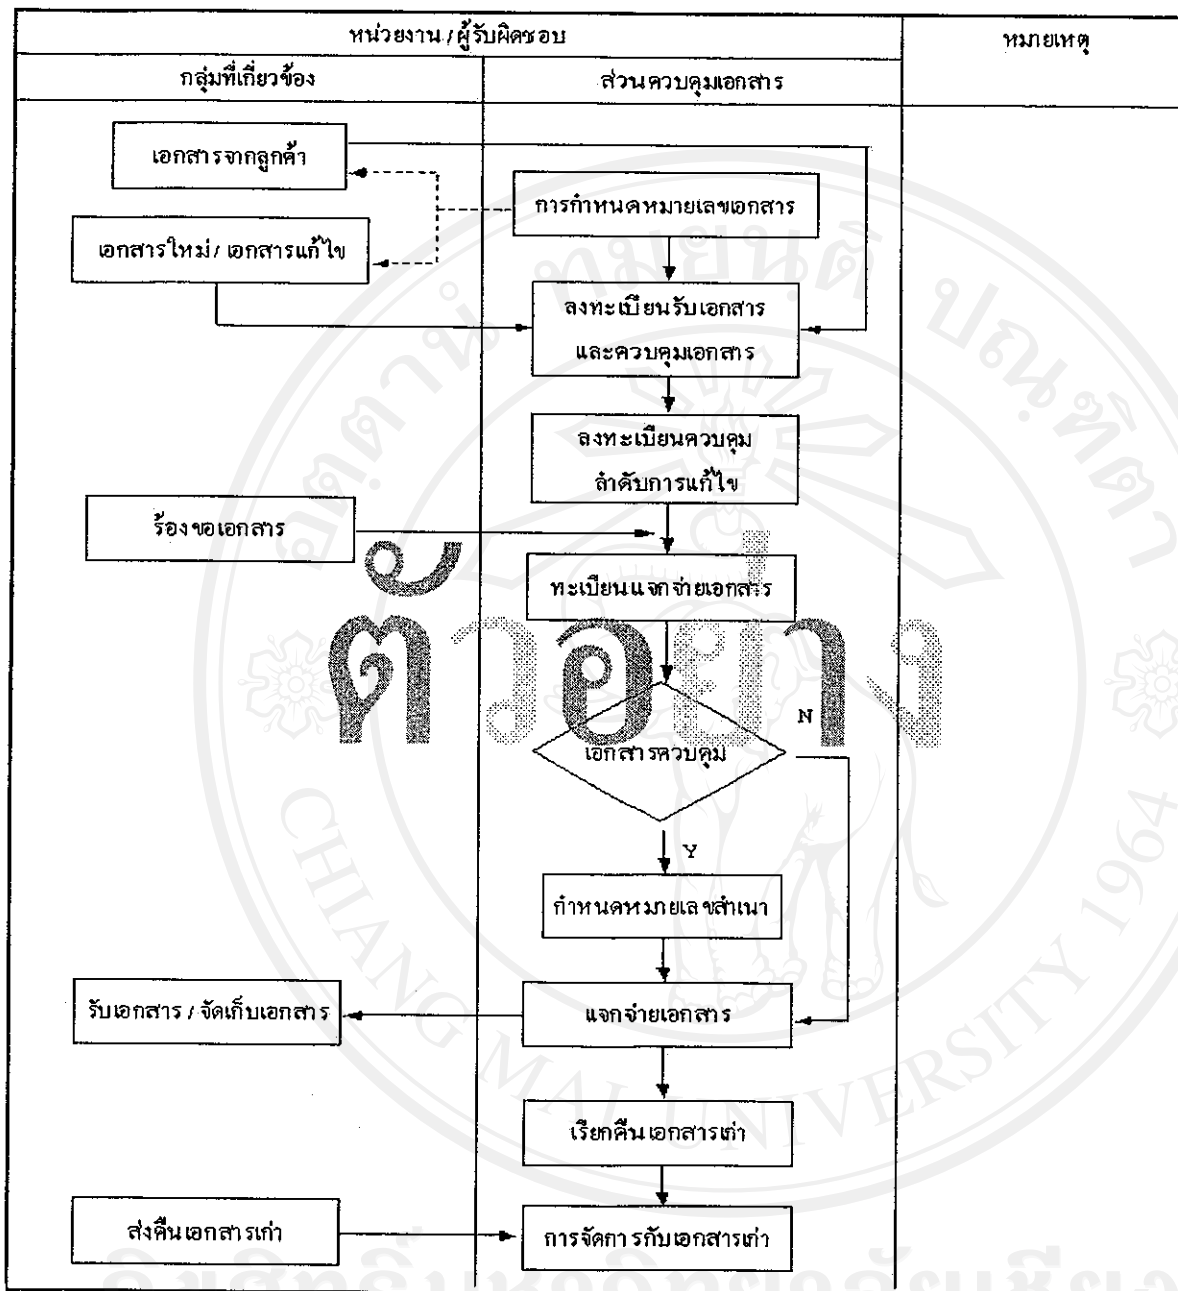 หน่วยงาน / ผู้รับผิดชอบ
หมายเหตุ
กลุ่มที่เกี่ยวข้อง
ส่วนควบคุมเอกสาร
เอกสารจากลูกค้า
การกำหนดหมายเลขเอกสาร
เอกสารใหม่ / เอกสารแก้ไข
ลงทะเบียนรับเอกสาร
และควบคุมเอกสาร
ลงทะเบียนควบคุม
ลำดับการแก้ไข
ร้องขอเอกสาร
ทะเบียนแจกจ่ายเอกสาร
ตัวอย่าง
N
เอกสารควบคุม
Y
กำหนดหมายเลขสำเนา
รับเอกสาร / จัดเก็บเอกสาร
แจกจ่ายเอกสาร
เรียกคืนเอกสารเก่า
ส่งคืนเอกสารเก่า
การจัดการกับเอกสารเก่า
CHIANG MAI UNIVERSITY 1964